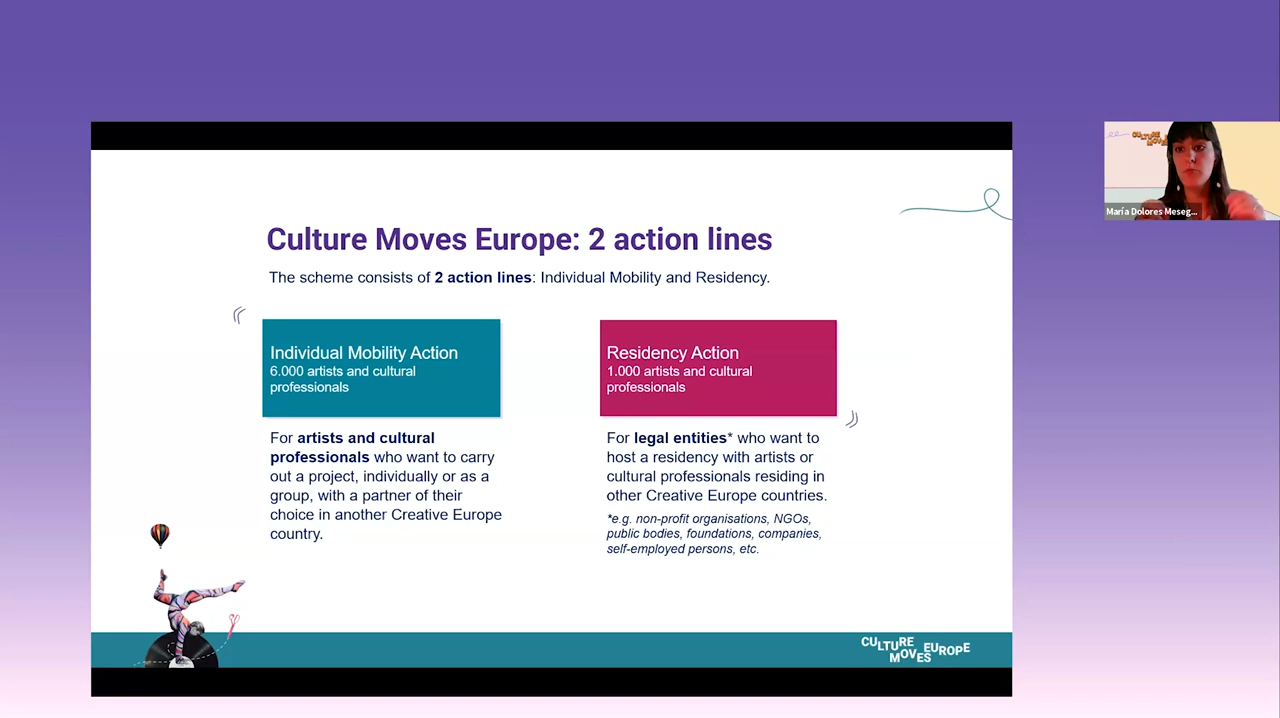 Culture Moves Europe: 2 action lines
The scheme consists of 2 action lines: Individual Mobility and Residency.
Individual Mobility Action
6.000 artists and cultural
professionals
For artists and cultural
professionals who want to carry
out a project, individually or as a
group, with a partner of their
choice in another Creative Europe
country.
Residency Action
1.000 artists and cultural
professionals
For legal entities* who want to
host a residency with artists or
cultural professionals residing in
other Creative Europe countries.
*e.g. non-profit organisations, NGOs,
public bodies, foundations, companies,
self-employed persons, etc.
CULTURE
MOVES EUROPE
CULTURE
MOVES
María Dolores Meseg...